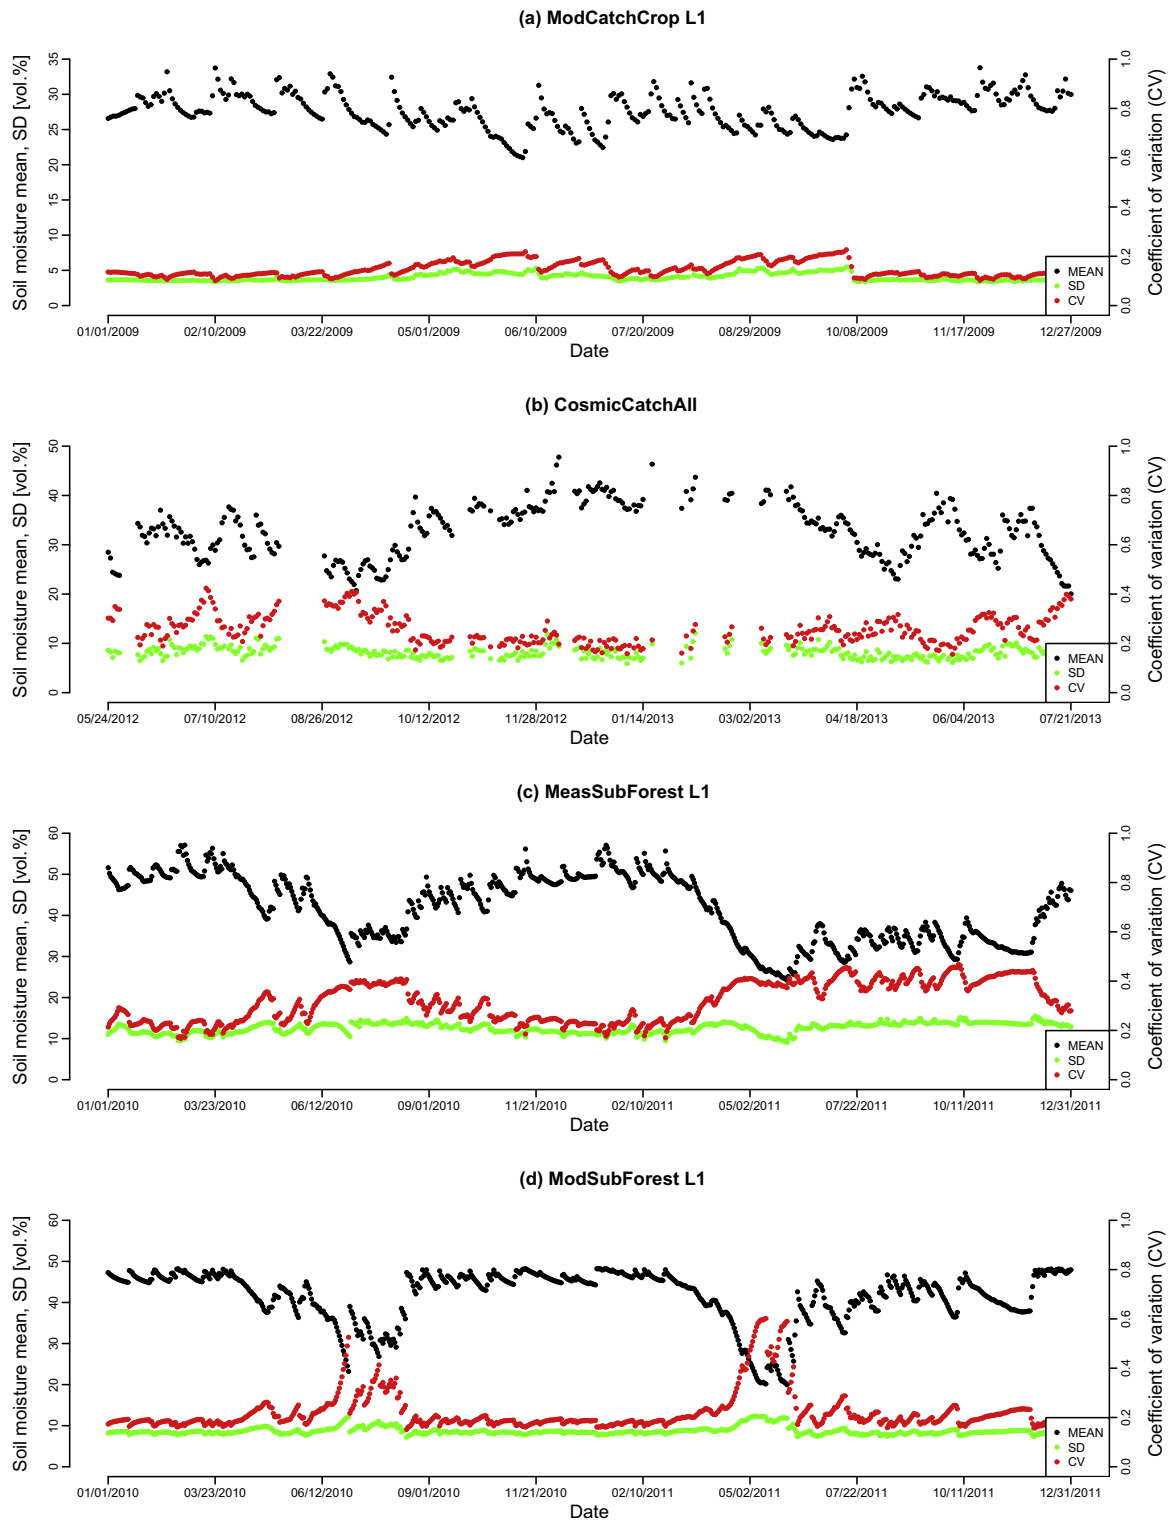 (a) ModCatchCrop L1
Soil moisture mean, SD [vol.%]
0 5 10 15 20 25 30 35
0.0 0.2 0.4 0.6 0.8 1.0
Coefficient of variation (CV)
MEAN
SD
CV
01/01/2009 02/10/2009 03/22/2009 05/01/2009 06/10/2009 07/20/2009 08/29/2009 10/08/2009 11/17/2009 12/27/2009
Date
(b) CosmicCatchAll
Soil moisture mean, SD [vol.%]
0 10 20 30 40 50
0.0 0.2 0.4 0.6 0.8 1.0
Coefficient of variation (CV)
MEAN
SD
CV
05/24/2012 07/10/2012 08/26/2012 10/12/2012 11/28/2012 01/14/2013 03/02/2013 04/18/2013 06/04/2013 07/21/2013
Date
(c) MeasSubForest L1
Soil moisture mean, SD [vol.%]
0 10 20 30 40 50 60
0.0 0.2 0.4 0.6 0.8 1.0
Coefficient of variation (CV)
MEAN
SD
CV
01/01/2010 03/23/2010 06/12/2010 09/01/2010 11/21/2010 02/10/2011 05/02/2011 07/22/2011 10/11/2011 12/31/2011
Date
(d) ModSubForest L1
Soil moisture mean, SD [vol.%]
0 10 20 30 40 50 60
0.0 0.2 0.4 0.6 0.8 1.0
Coefficient of variation (CV)
MEAN
SD
CV
01/01/2010 03/23/2010 06/12/2010 09/01/2010 11/21/2010 02/10/2011 05/02/2011 07/22/2011 10/11/2011 12/31/2011
Date